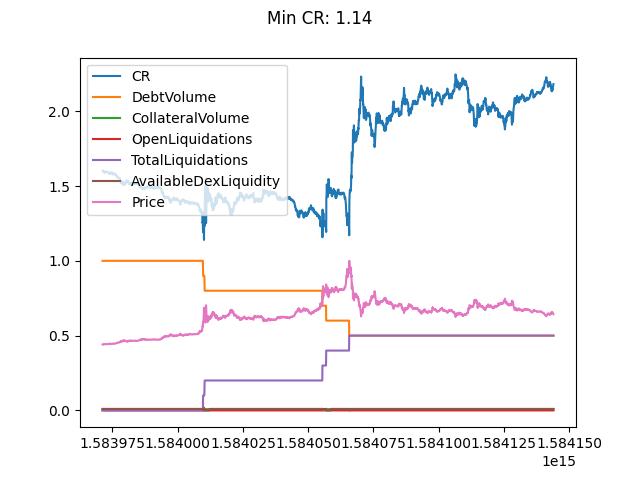 Min CR: 1.14
CR
DebtVolume
CollateralVolume
OpenLiquidations
TotalLiquidations
AvailableDexLiquidity
Price
2.0
1.5
1.0
0.5
0.0
1.583975 1.584000 1.584025 1.584050 1.584075 1.584100 1.584125 1.584150
1e15